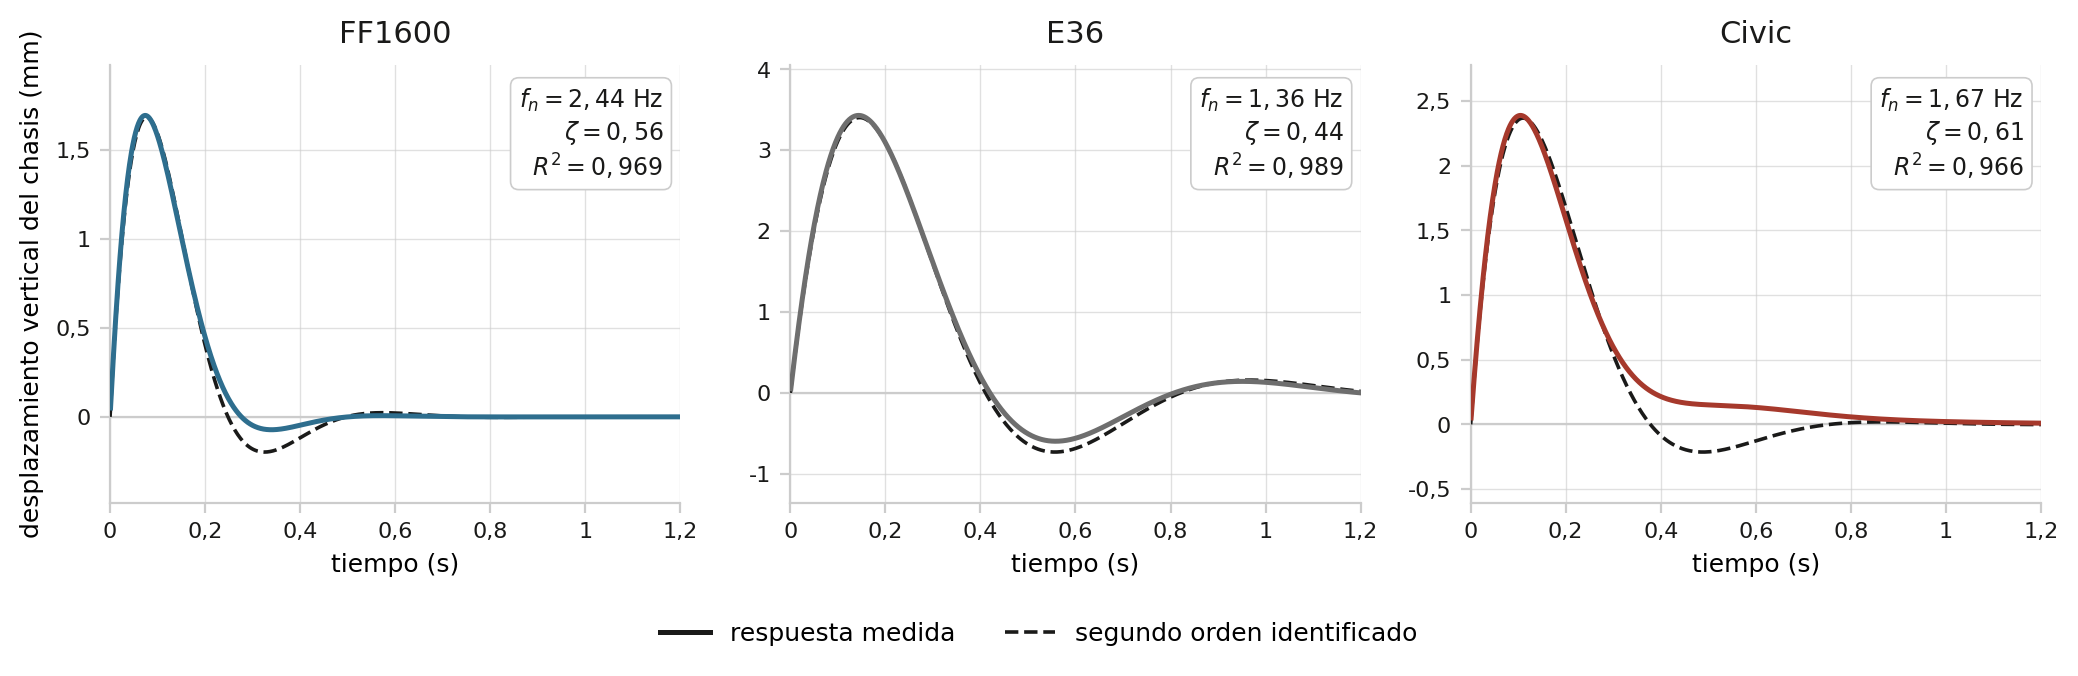 FF1600
E36
Civic
desplazamiento vertical del chasis (mm)
1,5
1
0,5
0
0
0,2
0,4
0,6
0,8
1
1,2
tiempo (s)
fₙ = 2,44 Hz
ζ = 0,56
R² = 0,969
4
3
2
1
0
-1
0
0,2
0,4
0,6
0,8
1
1,2
tiempo (s)
fₙ = 1,36 Hz
ζ = 0,44
R² = 0,989
2,5
2
1,5
1
0,5
0
-0,5
0
0,2
0,4
0,6
0,8
1
1,2
tiempo (s)
fₙ = 1,67 Hz
ζ = 0,61
R² = 0,966
respuesta medida
segundo orden identificado